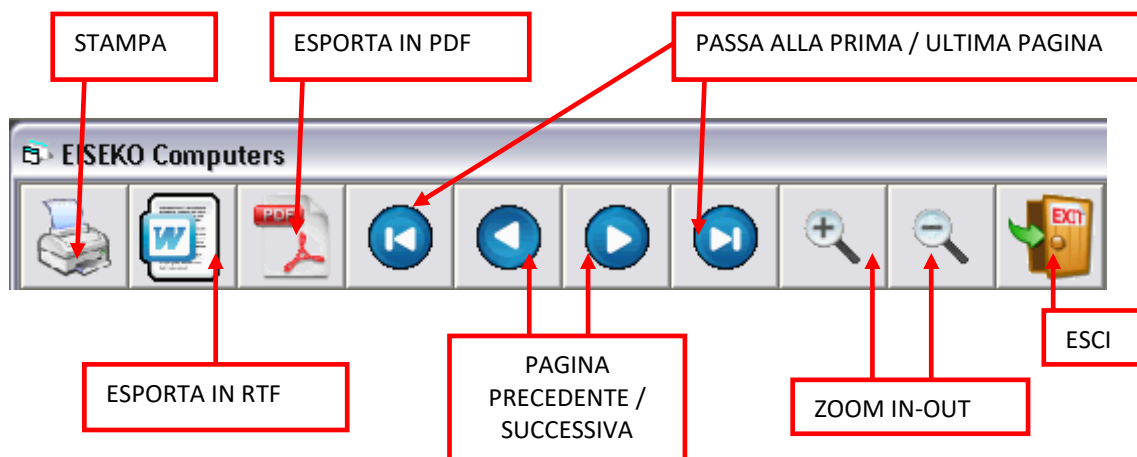 STAMPA
ESPORTA IN PDF
PASSA ALLA PRIMA / ULTIMA PAGINA
EISEKO Computers
W
PDF
EXIT
ESPORTA IN RTF
PAGINA
PRECEDENTE /
SUCCESSIVA
ZOOM IN-OUT
ESCI